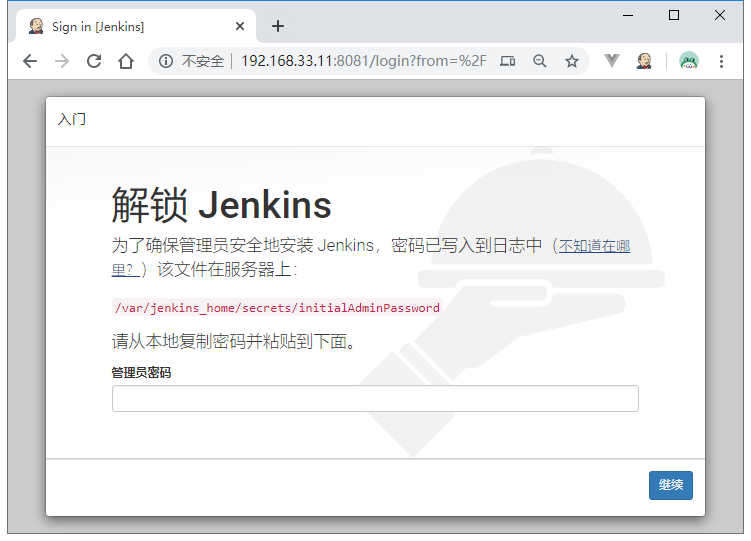 Sign in [Jenkins]
不安全 192.168.33.11:8081/login?from=%2F
入门
解锁 Jenkins
为了确保管理员安全地安装 Jenkins，密码已写入到日志中（不知道在哪
里？）该文件在服务器上：
/var/jenkins_home/secrets/initialAdminPassword
请从本地复制密码并粘贴到下面。
管理员密码
继续